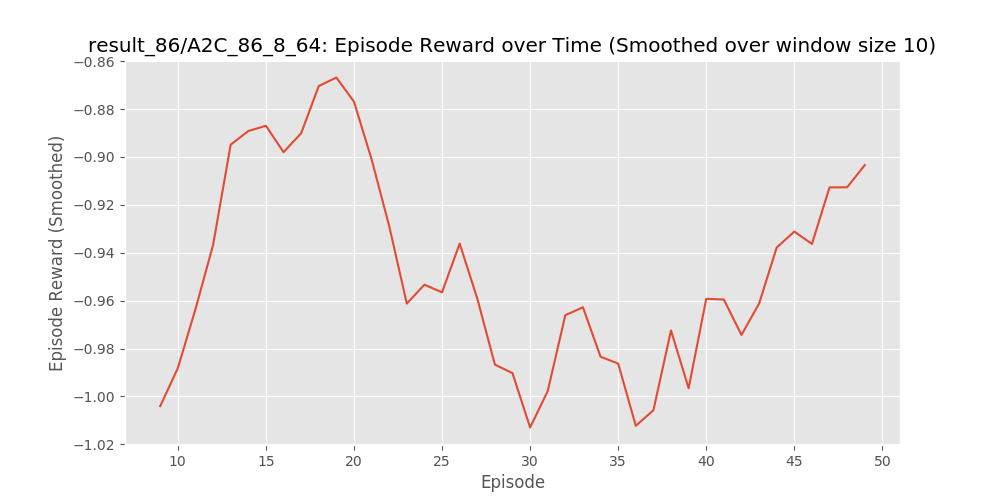 result_86/A2C_86_8_64: Episode Reward over Time (Smoothed over window size 10)
Episode Reward (Smoothed)
−0.86
−0.88
−0.90
−0.92
−0.94
−0.96
−0.98
−1.00
−1.02
10 15 20 25 30 35 40 45 50
Episode